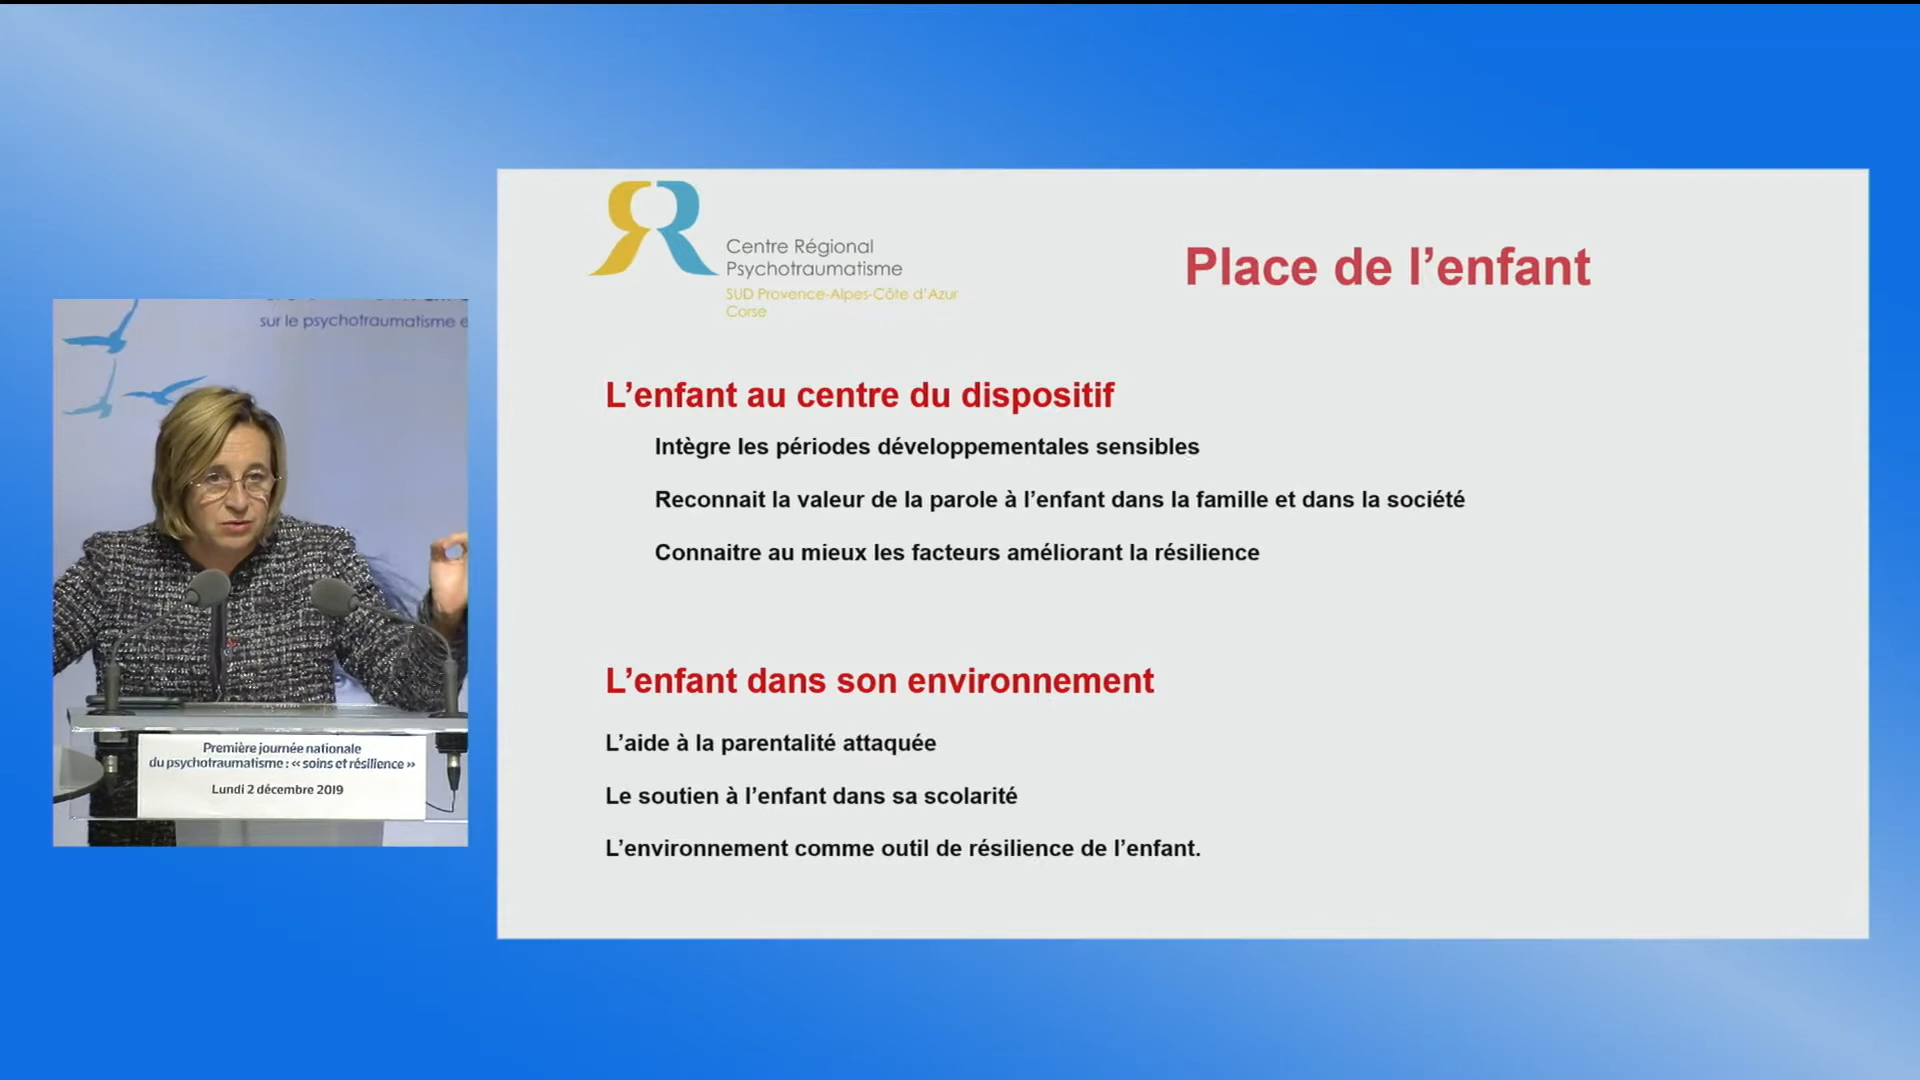 sur le psychotraumatisme e
Première journée nationale
du psychotraumatisme : « soins et résilience »
Lundi 2 décembre 2019
Centre Régional
Psychotraumatisme
SUD Provence-Alpes-Côte d’Azur
Corse
Place de l’enfant
L’enfant au centre du dispositif
Intègre les périodes développementales sensibles
Reconnait la valeur de la parole à l’enfant dans la famille et dans la société
Connaitre au mieux les facteurs améliorant la résilience
L’enfant dans son environnement
L’aide à la parentalité attaquée
Le soutien à l’enfant dans sa scolarité
L’environnement comme outil de résilience de l’enfant.